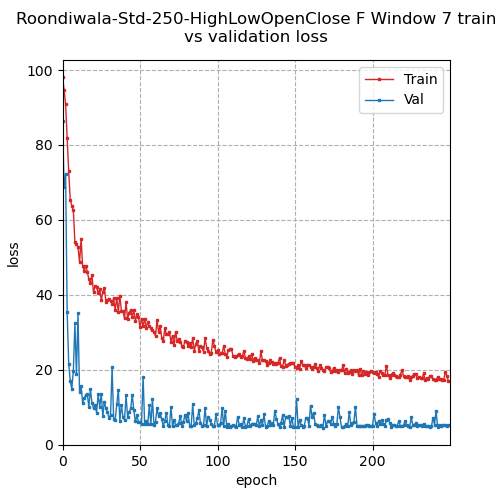 Roondiwala-Std-250-HighLowOpenClose F Window 7 train
vs validation loss
Train
Val
100
80
60
40
20
0
loss
0 50 100 150 200
epoch